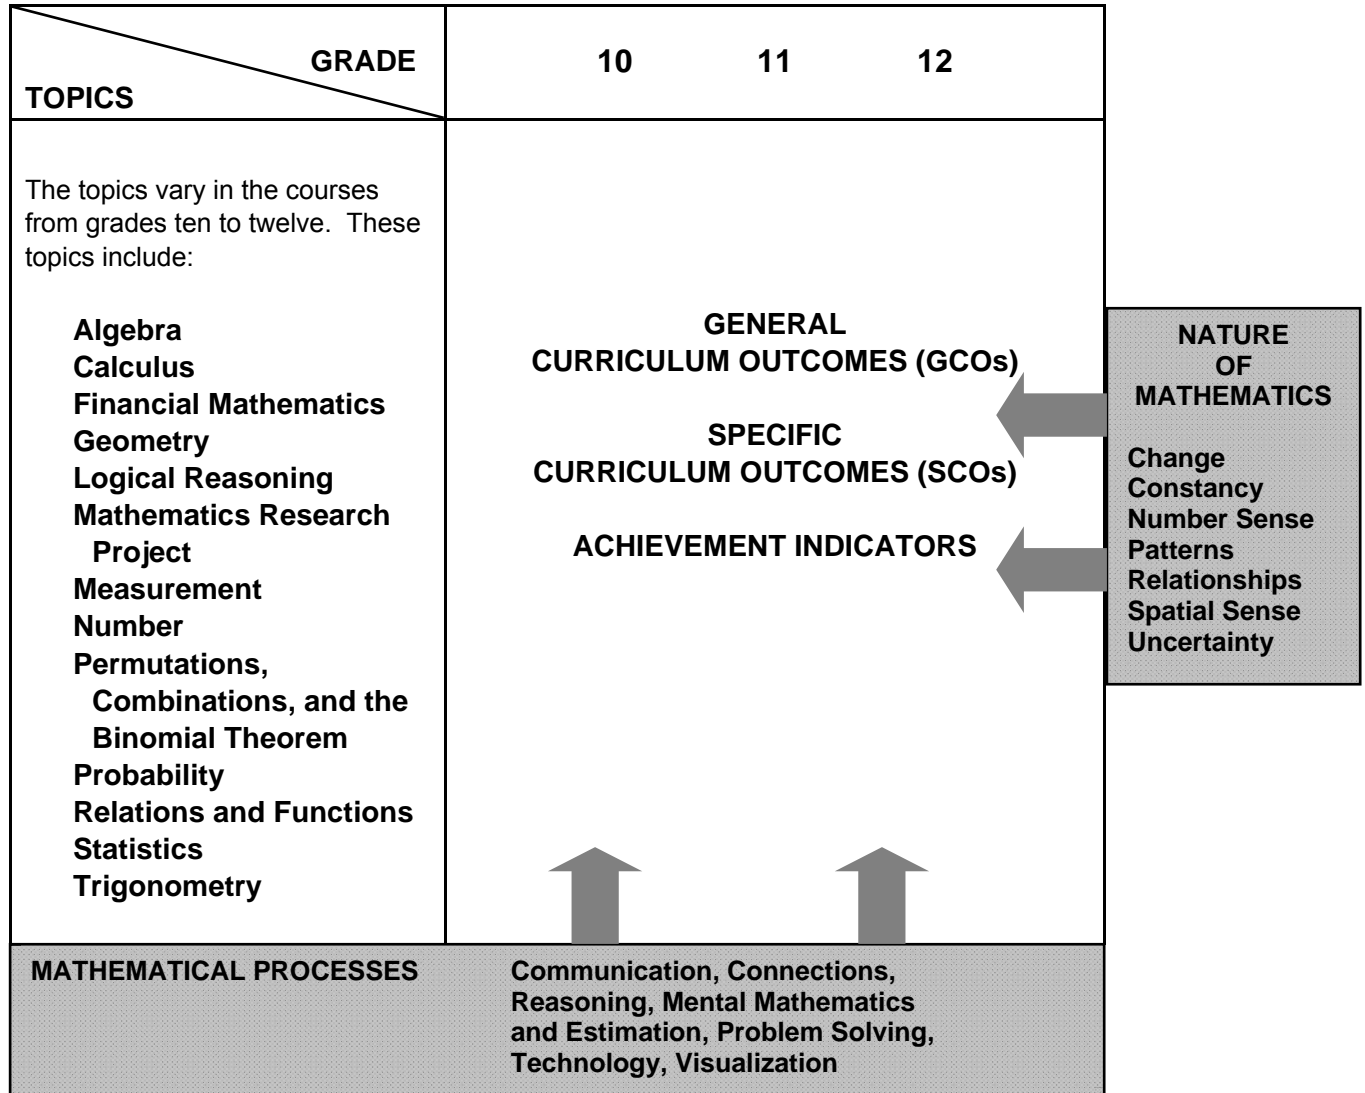 GRADE
TOPICS
10 11 12
The topics vary in the courses
from grades ten to twelve.  These
topics include:
Algebra
Calculus
Financial Mathematics
Geometry
Logical Reasoning
Mathematics Research
Project
Measurement
Number
Permutations,
Combinations, and the
Binomial Theorem
Probability
Relations and Functions
Statistics
Trigonometry
GENERAL
CURRICULUM OUTCOMES (GCOs)
SPECIFIC
CURRICULUM OUTCOMES (SCOs)
ACHIEVEMENT INDICATORS
NATURE
OF
MATHEMATICS
Change
Constancy
Number Sense
Patterns
Relationships
Spatial Sense
Uncertainty
MATHEMATICAL PROCESSES
Communication, Connections,
Reasoning, Mental Mathematics
and Estimation, Problem Solving,
Technology, Visualization